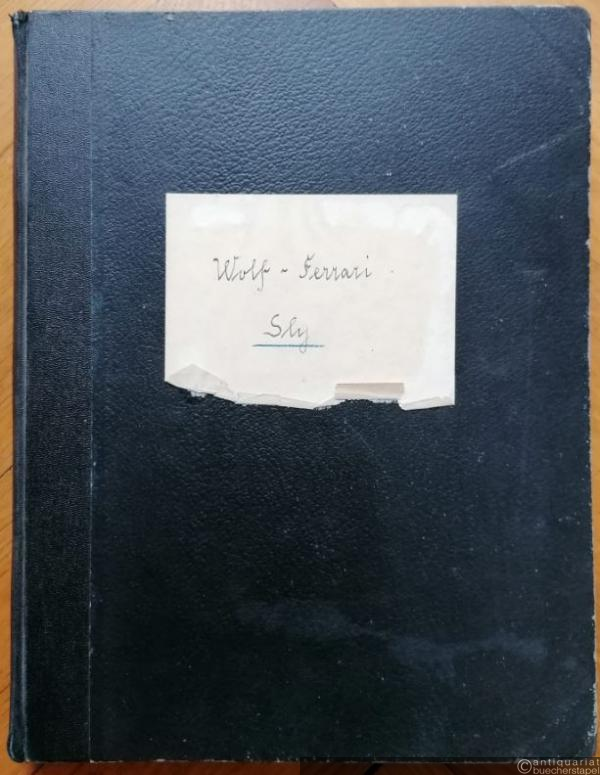 Wolf - Ferrari
Sly
©antiquariat
buecherstapel